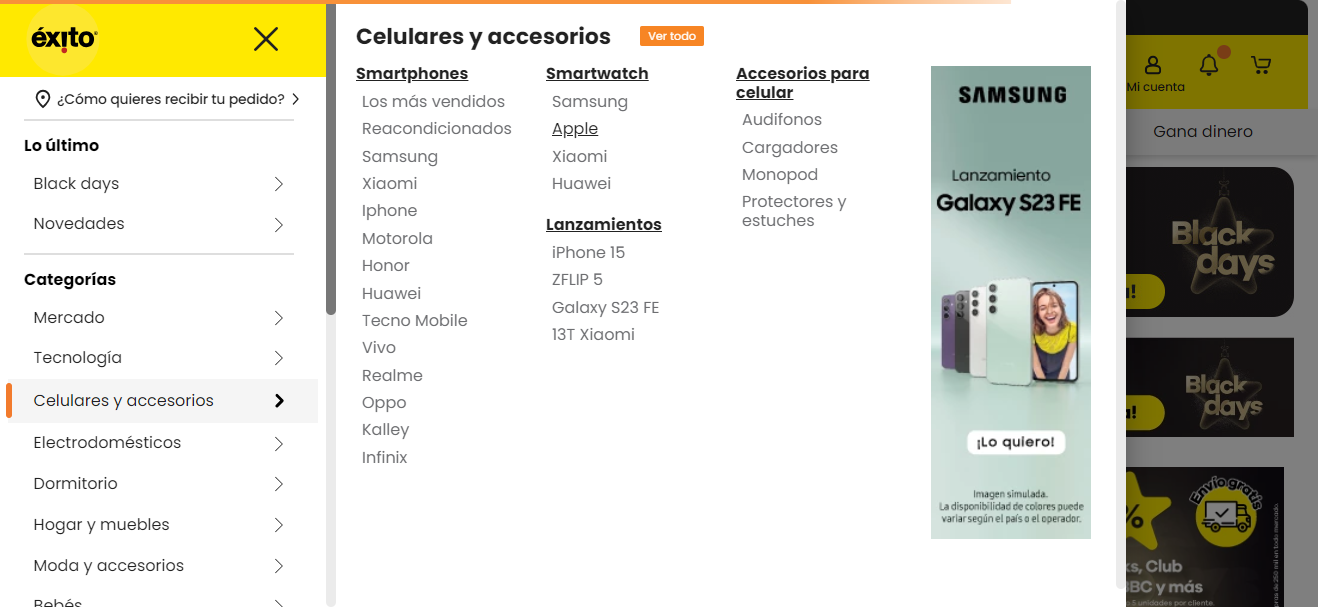 éxito
¿Cómo quieres recibir tu pedido?
Lo último
Black days
Novedades
Categorías
Mercado
Tecnología
Celulares y accesorios
Electrodomésticos
Dormitorio
Hogar y muebles
Moda y accesorios
Bebés
Celulares y accesorios
Ver todo
Smartphones
Los más vendidos
Reacondicionados
Samsung
Xiaomi
Iphone
Motorola
Honor
Huawei
Tecno Mobile
Vivo
Realme
Oppo
Kalley
Infinix
Smartwatch
Samsung
Apple
Xiaomi
Huawei
Lanzamientos
iPhone 15
ZFLIP 5
Galaxy S23 FE
13T Xiaomi
Accesorios para
celular
Audifonos
Cargadores
Monopod
Protectores y
estuches
SAMSUNG
Lanzamiento
Galaxy S23 FE
¡Lo quiero!
Imagen simulada.
La disponibilidad de colores puede
variar según el país o el operador.
Mi cuenta
Gana dinero
Black
days
Black
days
Envío gratis
%
Club
y más
unidades por cliente.